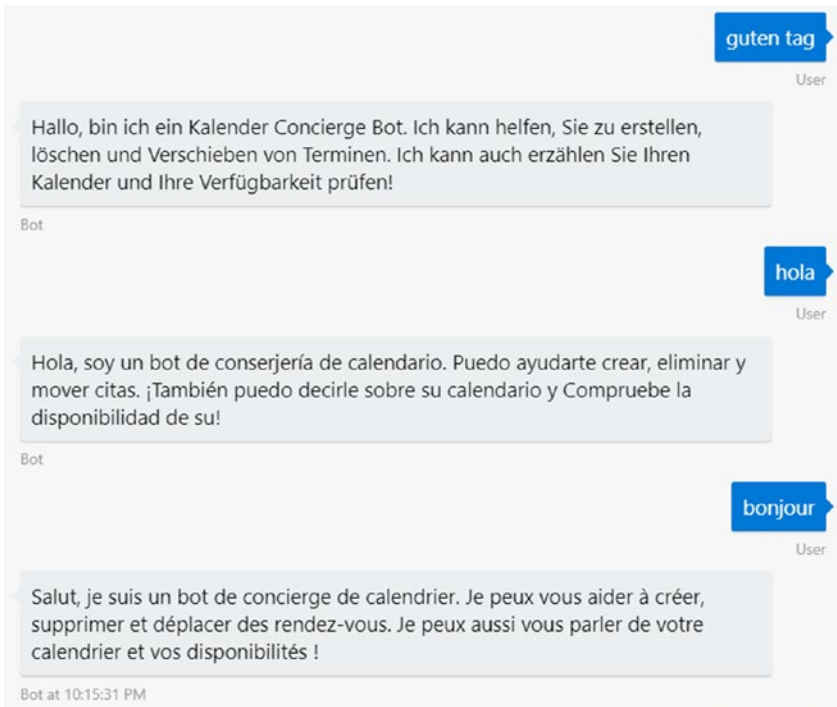 guten tag
User
Hallo, bin ich ein Kalender Concierge Bot. Ich kann helfen, Sie zu erstellen,
löschen und Verschieben von Terminen. Ich kann auch erzählen Sie Ihren
Kalender und Ihre Verfügbarkeit prüfen!
Bot
hola
User
Hola, soy un bot de conserjería de calendario. Puedo ayudarte crear, eliminar y
mover citas. ¡También puedo decirle sobre su calendario y Compruebe la
disponibilidad de su!
Bot
bonjour
User
Salut, je suis un bot de concierge de calendrier. Je peux vous aider à créer,
supprimer et déplacer des rendez-vous. Je peux aussi vous parler de votre
calendrier et vos disponibilités !
Bot at 10:15:31 PM